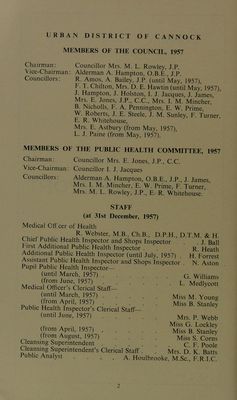 URBAN DISTRICT OF CANNOCK
MEMBERS OF THE COUNCIL, 1957
Chairman: Councillor Mrs. M. L. Rowley, J.P.
Vice-Chairman: Alderman A. Hampton, O.B.E., J.P.
Councillors: R. Amos, A. Bailey, J.P. (until May, 1957),
F. T. Chilton, Mrs. D. E. Hawtin (until May, 1957),
J. Hampton, J. Holston, I. J. Jacques, J. James,
Mrs. E. Jones, J.P., C.C., Mrs. I. M. Mincher,
B. Nicholls, F. A. Pennington, E. W. Prime,
W. Roberts, J. E. Steele, J. M. Sunley, F. Turner,
E. R. Whitehouse,
Mrs. E. Astbury (from May, 1957),
L. J. Paine (from May, 1957).
MEMBERS OF THE PUBLIC HEALTH COMMITTEE, 1957
Chairman: Councillor Mrs. E. Jones, J.P., C.C.
Vice-Chairman: Councillor I. J. Jacques
Councillors: Alderman A. Hampton, O.B.E., J.P., J. James,
Mrs. I. M. Mincher, E. W. Prime, F. Turner,
Mrs. M. L. Rowley, J.P., E. R. Whitehouse.
STAFF
(at 31st December, 1957)
Medical Officer of Health
R. Webster, M.B., Ch.B., D.P.H., D.T.M. & H.
Chief Public Health Inspector and Shops Inspector . . J. Ball
First Additional Public Health Inspector . . R. Heath
Additional Public Health Inspector (until July, 1957) . H. Forrest
Assistant Public Health Inspector and Shops Inspector . N. Aston
Pupil Public Health Inspector—
(until March, 1957) . . . G. Williams
(from June, 1957) . . . L. Medlycott
Medical Officer's Clerical Staff—
(until March, 1957) . . . Miss M. Young
(from April, 1957) . . . Miss B. Stanley
Public Health Inspector's Clerical Staff—
(until June, 1957) . . . Mrs. P. Webb
Miss G. Lockley
(from April, 1957) . . . Miss B. Stanley
(from August, 1957) . . . Miss S. Corns
Cleansing Superintendent . . . C. F. Poole
Cleansing Superintendent's Clerical Staff . . Mrs. D. K. Batts
Public Analyst . . A. Houlbrooke, M.Sc., F.R.I.C.
2